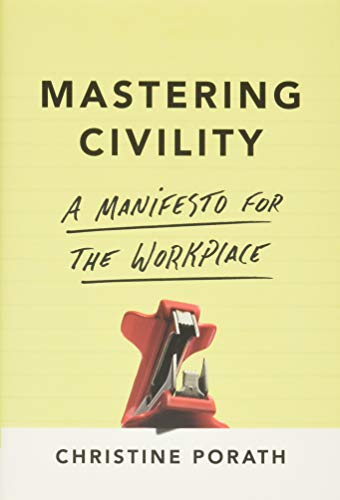 MASTERING
CIVILITY
A MANIFESTO FOR
THE WORKPLACE
CHRISTINE PORATH